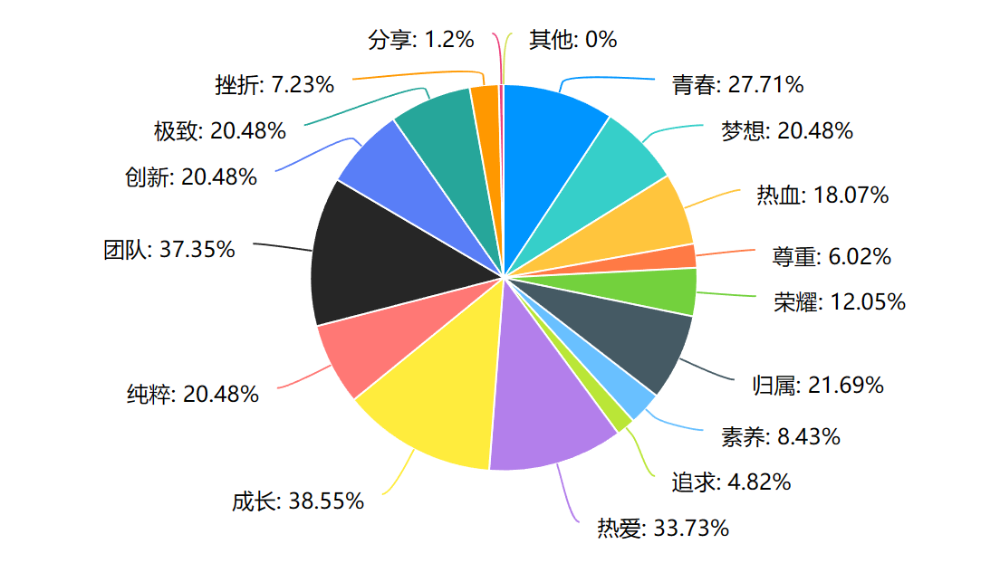 分享: 1.2%
其他: 0%
挫折: 7.23%
青春: 27.71%
极致: 20.48%
梦想: 20.48%
创新: 20.48%
热血: 18.07%
团队: 37.35%
尊重: 6.02%
荣耀: 12.05%
纯粹: 20.48%
归属: 21.69%
素养: 8.43%
追求: 4.82%
成长: 38.55%
热爱: 33.73%